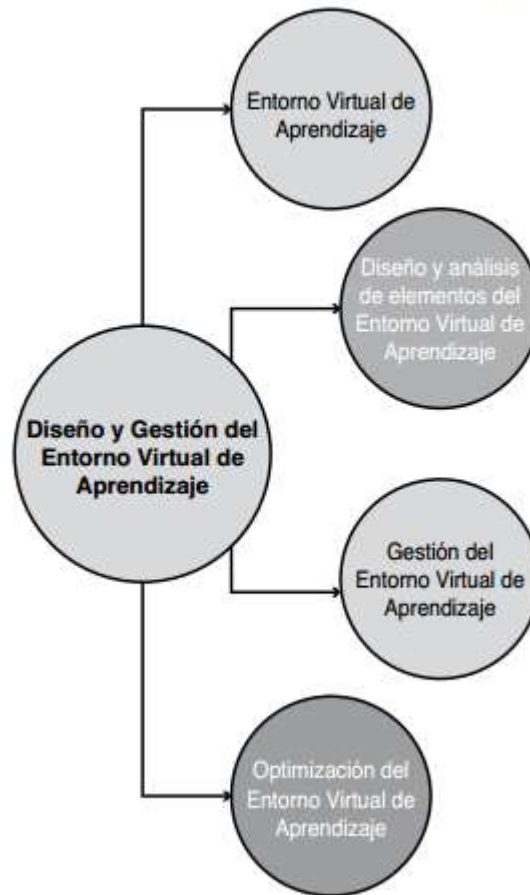 Entorno Virtual de
Aprendizaje
Diseño y análisis
de elementos del
Entorno Virtual de
Aprendizaje
Diseño y Gestión del
Entorno Virtual de
Aprendizaje
Gestión del
Entorno Virtual de
Aprendizaje
Optimización del
Entorno Virtual de
Aprendizaje